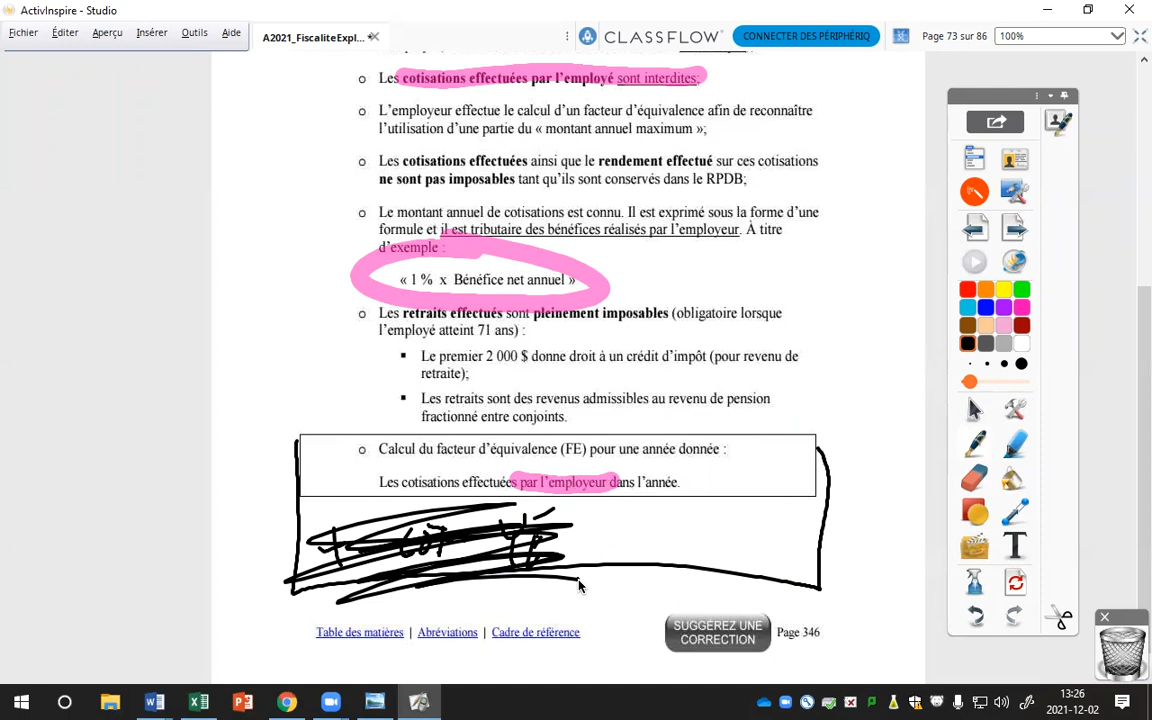 ActivInspire - Studio
Fichier Éditer Aperçu Insérer Outils Aide A2021_FiscaliteExpl... CLASSFLOW CONNECTER DES PÉRIPHÉRIQ Page 73 sur 86 100%
o Les cotisations effectuées par l'employé sont interdites;
o L'employeur effectue le calcul d'un facteur d'équivalence afin de reconnaître
l'utilisation d'une partie du « montant annuel maximum »;
o Les cotisations effectuées ainsi que le rendement effectué sur ces cotisations
ne sont pas imposables tant qu'ils sont conservés dans le RPDB;
o Le montant annuel de cotisations est connu. Il est exprimé sous la forme d'une
formule et il est tributaire des bénéfices réalisés par l'employeur. À titre
d'exemple :
« 1 % x Bénéfice net annuel »
o Les retraits effectués sont pleinement imposables (obligatoire lorsque
l'employé atteint 71 ans) :
▪ Le premier 2 000 $ donne droit à un crédit d'impôt (pour revenu de
retraite);
▪ Les retraits sont des revenus admissibles au revenu de pension
fractionné entre conjoints.
o Calcul du facteur d'équivalence (FE) pour une année donnée :
Les cotisations effectuées par l'employeur dans l'année.
Table des matières | Abréviations | Cadre de référence
SUGGÉREZ UNE
CORRECTION
Page 346
13:26
2021-12-02